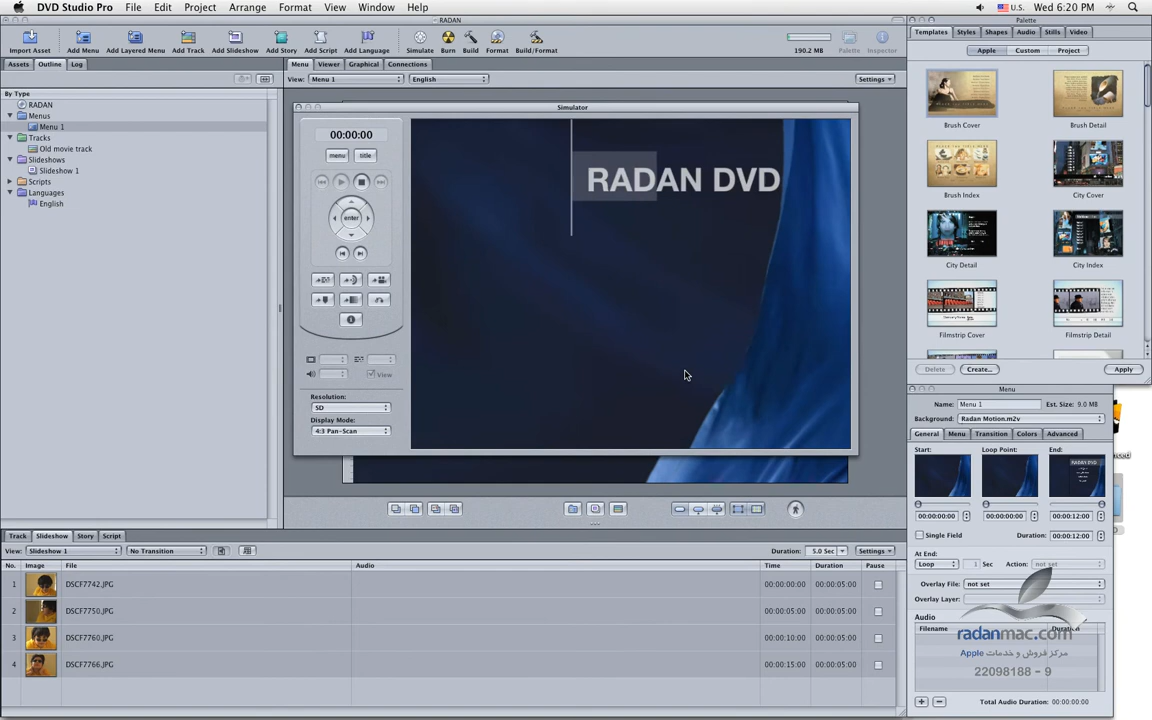 DVD Studio Pro File Edit Project Arrange Format View Window Help
U.S. Wed 6:20 PM
RADAN
Import Asset Add Menu Add Layered Menu Add Track Add Slideshow Add Story Add Script Add Language Simulate Burn Build Format Build/Format
190.2 MB Palette Inspector
Assets Outline Log
By Type
RADAN
Menus
Menu 1
Tracks
Old movie track
Slideshows
Slideshow 1
Scripts
Languages
English
Menu Viewer Graphical Connections
View: Menu 1 English Settings
Simulator
00:00:00
menu title
enter
View
Resolution:
SD
Display Mode:
4:3 Pan-Scan
RADAN DVD
Palette
Templates Styles Shapes Audio Stills Video
Apple Custom Project
Brush Cover Brush Detail
Brush Index City Cover
City Detail City Index
Filmstrip Cover Filmstrip Detail
Delete Create... Apply
Menu
Name: Menu 1 Est. Size: 9.0 MB
Background: Radan Motion.m2v
General Menu Transition Colors Advanced
Start: Loop Point: End:
RADAN DVD
00:00:00:00 00:00:00:00 00:00:12:00
Single Field Duration: 00:00:12:00
At End:
Loop 1 Sec Action: not set
Overlay File: not set
Overlay Layer:
Audio
Filename Duration
radanmac.com
مرکز فروش و خدمات Apple
22098188 - 9
Total Audio Duration: 00:00:00:00
Track Slideshow Story Script
View: Slideshow 1 No Transition Duration: 5.0 Sec Settings
No. Image File Audio Time Duration Pause
1 DSCF7742.JPG 00:00:00:00 00:00:05:00
2 DSCF7750.JPG 00:00:05:00 00:00:05:00
3 DSCF7760.JPG 00:00:10:00 00:00:05:00
4 DSCF7766.JPG 00:00:15:00 00:00:05:00